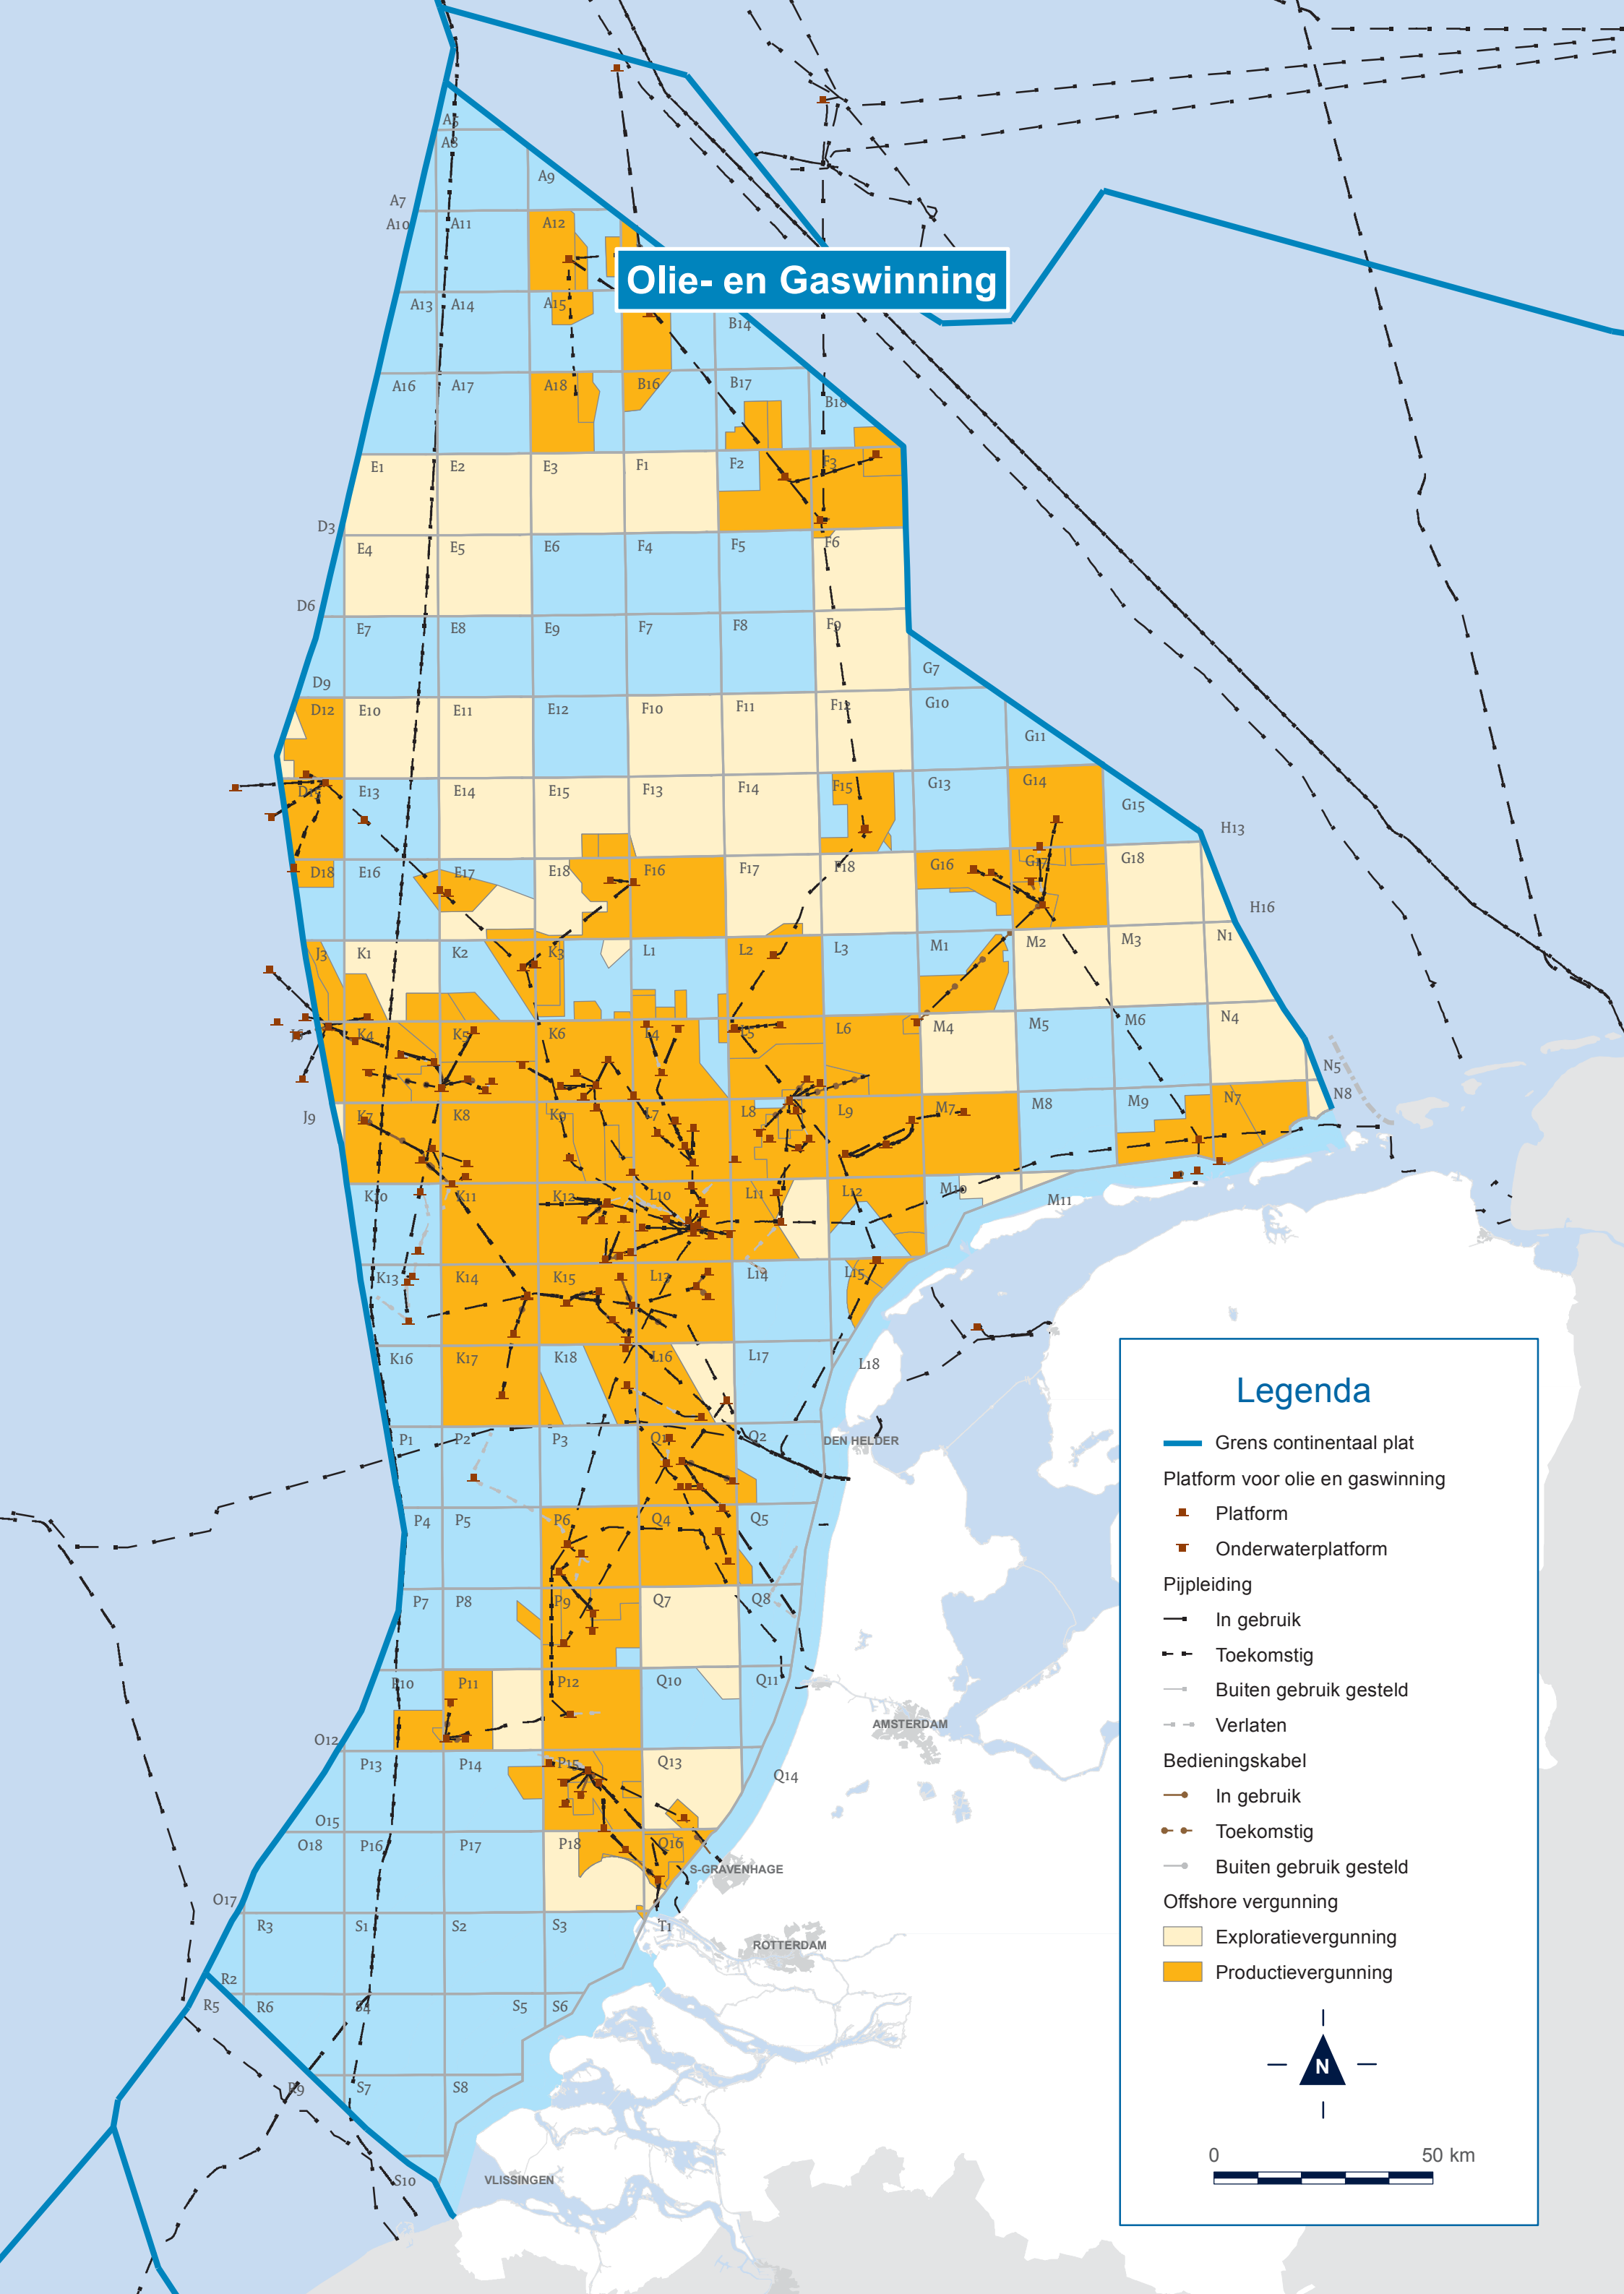 A5
A8
A9
A7
A10
A11
A12
Olie- en Gaswinning
A13
A14
A15
B14
A16
A17
A18
B16
B17
B18
E1
E2
E3
F1
F2
F3
D3
E4
E5
E6
F4
F5
F6
D6
E7
E8
E9
F7
F8
F9
G7
D9
D12
E10
E11
E12
F10
F11
F12
G10
G11
D15
E13
E14
E15
F13
F14
F15
G13
G14
G15
H13
D18
E16
E17
E18
F16
F17
F18
G16
G17
G18
H16
J3
K1
K2
K3
L1
L2
L3
M1
M2
M3
N1
J6
K4
K5
K6
L4
L5
L6
M4
M5
M6
N4
N5
J9
K7
K8
K9
L7
L8
L9
M7
M8
M9
N7
N8
K10
K11
K12
L10
L11
L12
M10
M11
K13
K14
K15
L13
L14
L15
K16
K17
K18
L16
L17
L18
P1
P2
P3
Q1
Q2
DEN HELDER
P4
P5
P6
Q4
Q5
P7
P8
P9
Q7
Q8
P10
P11
P12
Q10
Q11
AMSTERDAM
O12
P13
P14
P15
Q13
Q14
O15
O18
P16
P17
P18
Q16
S-GRAVENHAGE
O17
R3
S1
S2
S3
T1
ROTTERDAM
R2
R5
R6
S4
S5
S6
R9
S7
S8
S10
VLISSINGEN
Legenda
Grens continentaal plat
Platform voor olie en gaswinning
Platform
Onderwaterplatform
Pijpleiding
In gebruik
Toekomstig
Buiten gebruik gesteld
Verlaten
Bedieningskabel
In gebruik
Toekomstig
Buiten gebruik gesteld
Offshore vergunning
Exploratievergunning
Productievergunning
N
0 50 km